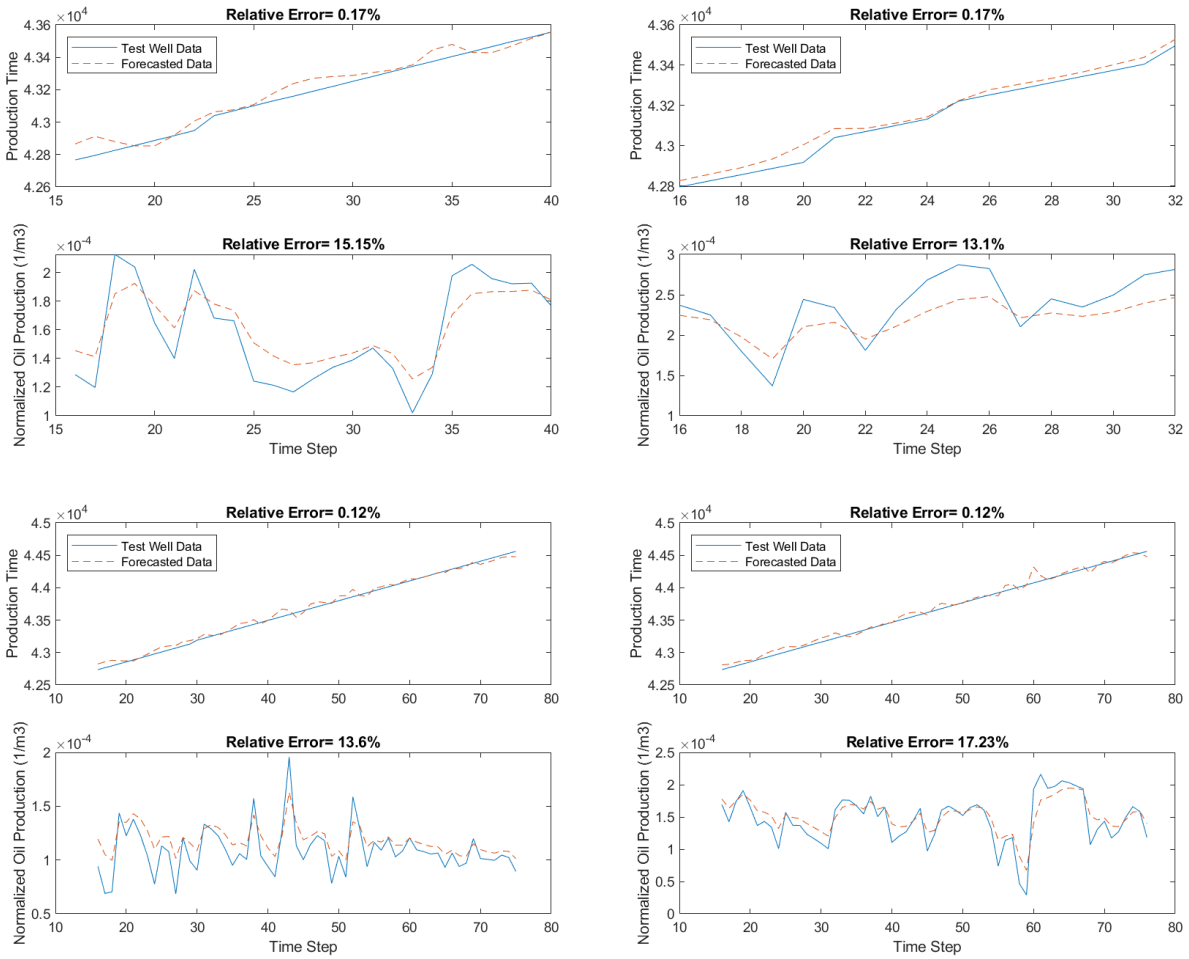 Relative Error= 0.17%
×10⁴
4.36
4.34
4.32
4.3
4.28
4.26
Production Time
Test Well Data
Forecasted Data
15 20 25 30 35 40
Relative Error= 15.15%
×10⁻⁴
2
1.8
1.6
1.4
1.2
1
Normalized Oil Production (1/m3)
15 20 25 30 35 40
Time Step
Relative Error= 0.17%
×10⁴
4.36
4.34
4.32
4.3
4.28
Production Time
Test Well Data
Forecasted Data
16 18 20 22 24 26 28 30 32
Relative Error= 13.1%
×10⁻⁴
3
2.5
2
1.5
1
Normalized Oil Production (1/m3)
16 18 20 22 24 26 28 30 32
Time Step
Relative Error= 0.12%
×10⁴
4.5
4.45
4.4
4.35
4.3
4.25
Production Time
Test Well Data
Forecasted Data
10 20 30 40 50 60 70 80
Relative Error= 13.6%
×10⁻⁴
2
1.5
1
0.5
Normalized Oil Production (1/m3)
10 20 30 40 50 60 70 80
Time Step
Relative Error= 0.12%
×10⁴
4.5
4.45
4.4
4.35
4.3
4.25
Production Time
Test Well Data
Forecasted Data
10 20 30 40 50 60 70 80
Relative Error= 17.23%
×10⁻⁴
2.5
2
1.5
1
0.5
0
Normalized Oil Production (1/m3)
10 20 30 40 50 60 70 80
Time Step